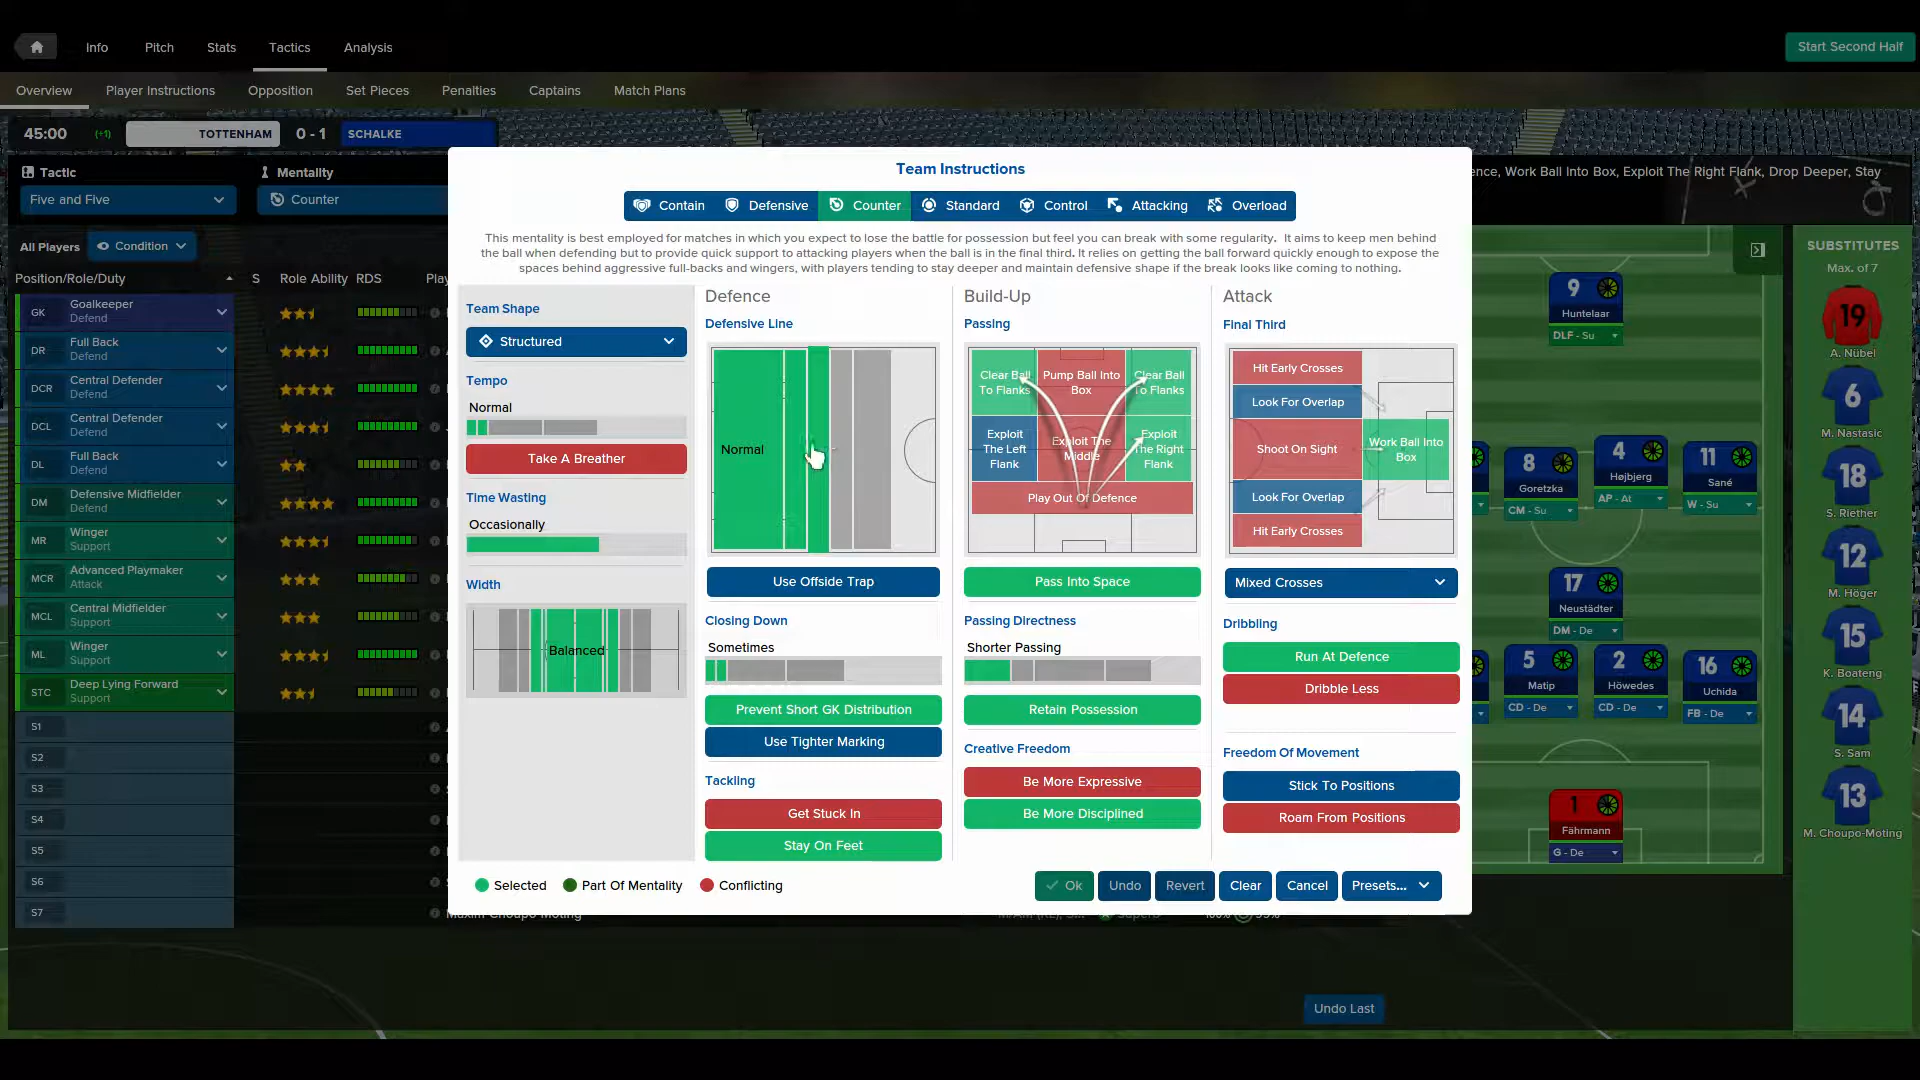 Info Pitch Stats Tactics Analysis
Start Second Half
Overview Player Instructions Opposition Set Pieces Penalties Captains Match Plans
45:00 (+1) TOTTENHAM 0 - 1 SCHALKE
Tactic Mentality
Five and Five Counter
ence, Work Ball Into Box, Exploit The Right Flank, Drop Deeper, Stay
All Players Condition
Position/Role/Duty S Role Ability RDS Play
GK Goalkeeper
Defend
DR Full Back
Defend
DCR Central Defender
Defend
DCL Central Defender
Defend
DL Full Back
Defend
DM Defensive Midfielder
Defend
MR Winger
Support
MCR Advanced Playmaker
Attack
MCL Central Midfielder
Support
ML Winger
Support
STC Deep Lying Forward
Support
S1
S2
S3
S4
S5
S6
S7
Team Instructions
Contain Defensive Counter Standard Control Attacking Overload
This mentality is best employed for matches in which you expect to lose the battle for possession but feel you can break with some regularity. It aims to keep men behind
the ball when defending but to provide quick support to attacking players when the ball is in the final third. It relies on getting the ball forward quickly enough to expose the
spaces behind aggressive full-backs and wingers, with players tending to stay deeper and maintain defensive shape if the break looks like coming to nothing.
Team Shape
Structured
Tempo
Normal
Take A Breather
Time Wasting
Occasionally
Width
Balanced
Defence
Defensive Line
Normal
Use Offside Trap
Closing Down
Sometimes
Prevent Short GK Distribution
Use Tighter Marking
Tackling
Get Stuck In
Stay On Feet
Build-Up
Passing
Clear Ball To Flanks
Pump Ball Into Box
Clear Ball To Flanks
Exploit The Left Flank
Exploit The Middle
Exploit The Right Flank
Play Out Of Defence
Pass Into Space
Passing Directness
Shorter Passing
Retain Possession
Creative Freedom
Be More Expressive
Be More Disciplined
Attack
Final Third
Hit Early Crosses
Look For Overlap
Shoot On Sight
Work Ball Into Box
Look For Overlap
Hit Early Crosses
Mixed Crosses
Dribbling
Run At Defence
Dribble Less
Freedom Of Movement
Stick To Positions
Roam From Positions
Selected Part Of Mentality Conflicting
Ok Undo Revert Clear Cancel Presets...
Maxim Choupo-Moting
Undo Last
9
Huntelaar
DLF - Su
8
Goretzka
CM - Su
4
Højbjerg
AP - At
11
Sané
W - Su
17
Neustädter
DM - De
5
Matip
CD - De
2
Höwedes
CD - De
16
Uchida
FB - De
1
Fährmann
G - De
SUBSTITUTES
Max. of 7
19
A. Nübel
6
M. Nastasic
18
S. Riether
12
M. Höger
15
K. Boateng
14
S. Sam
13
M. Choupo-Moting